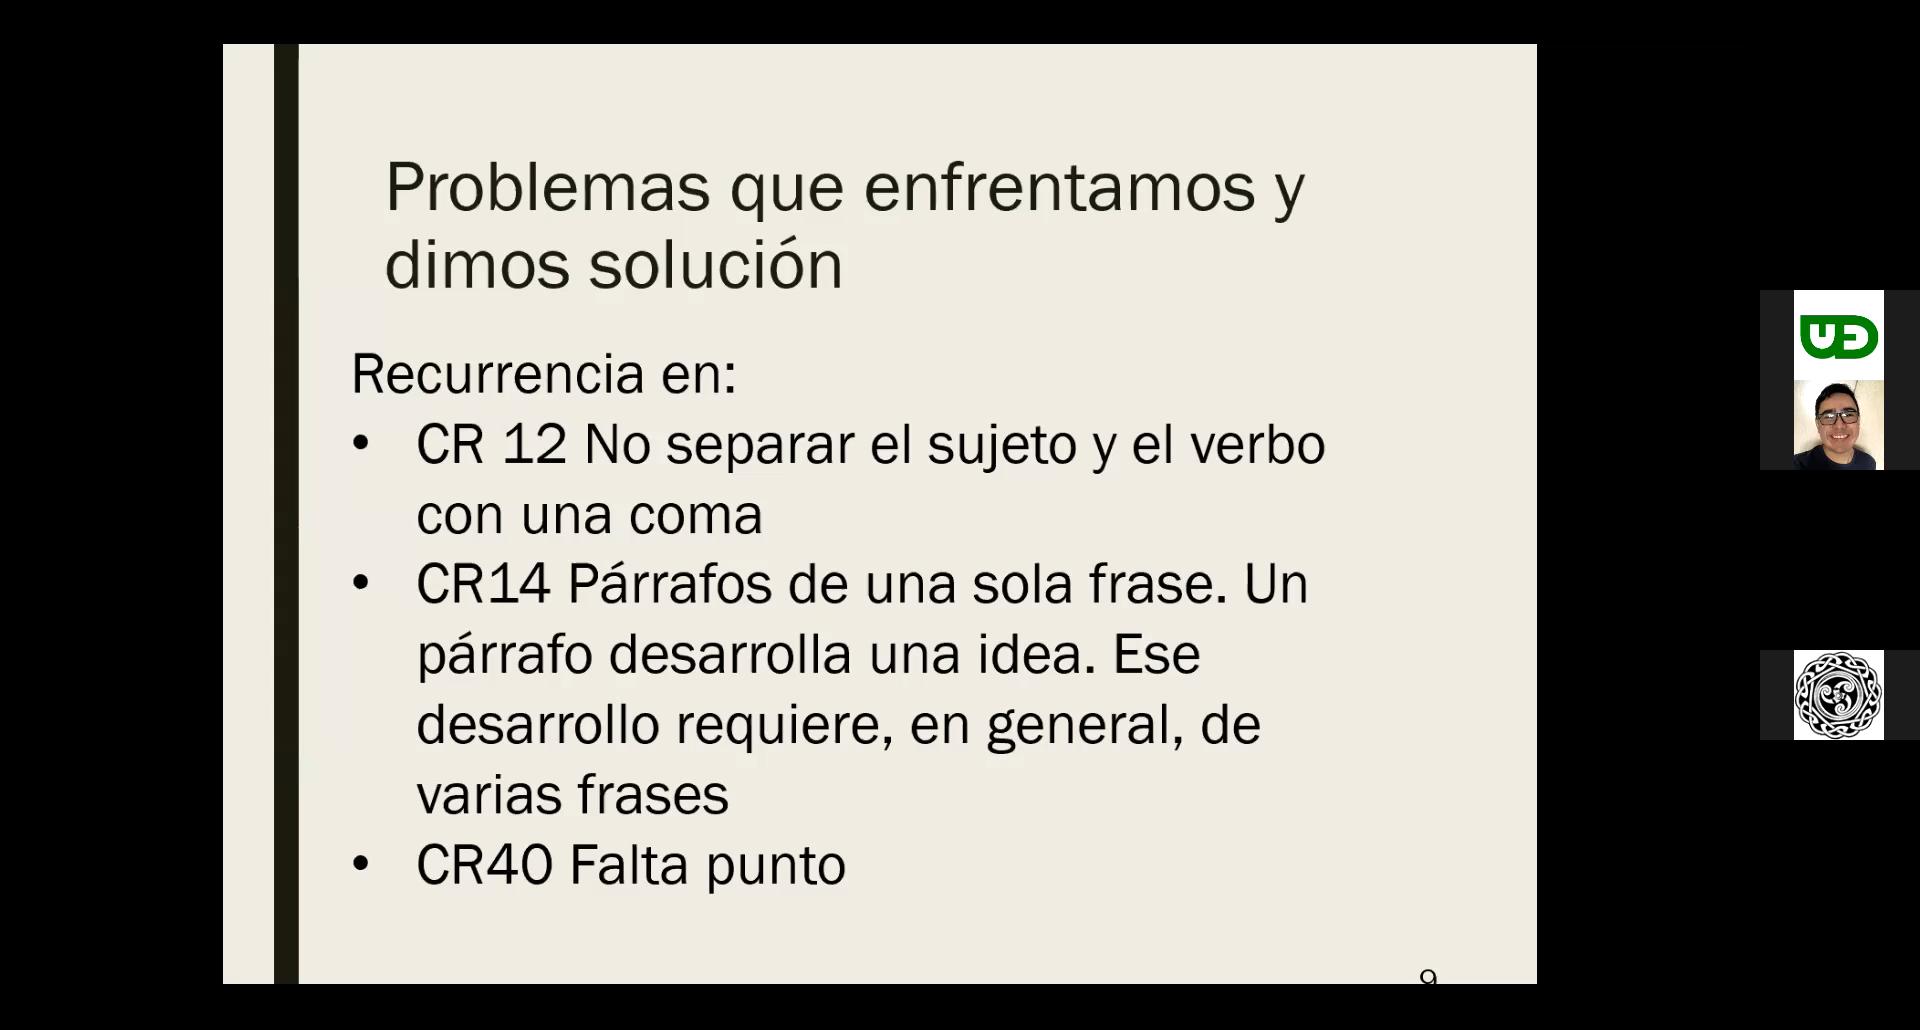 Problemas que enfrentamos y
dimos solución
Recurrencia en:
• CR 12 No separar el sujeto y el verbo
con una coma
• CR14 Párrafos de una sola frase. Un
párrafo desarrolla una idea. Ese
desarrollo requiere, en general, de
varias frases
• CR40 Falta punto
9